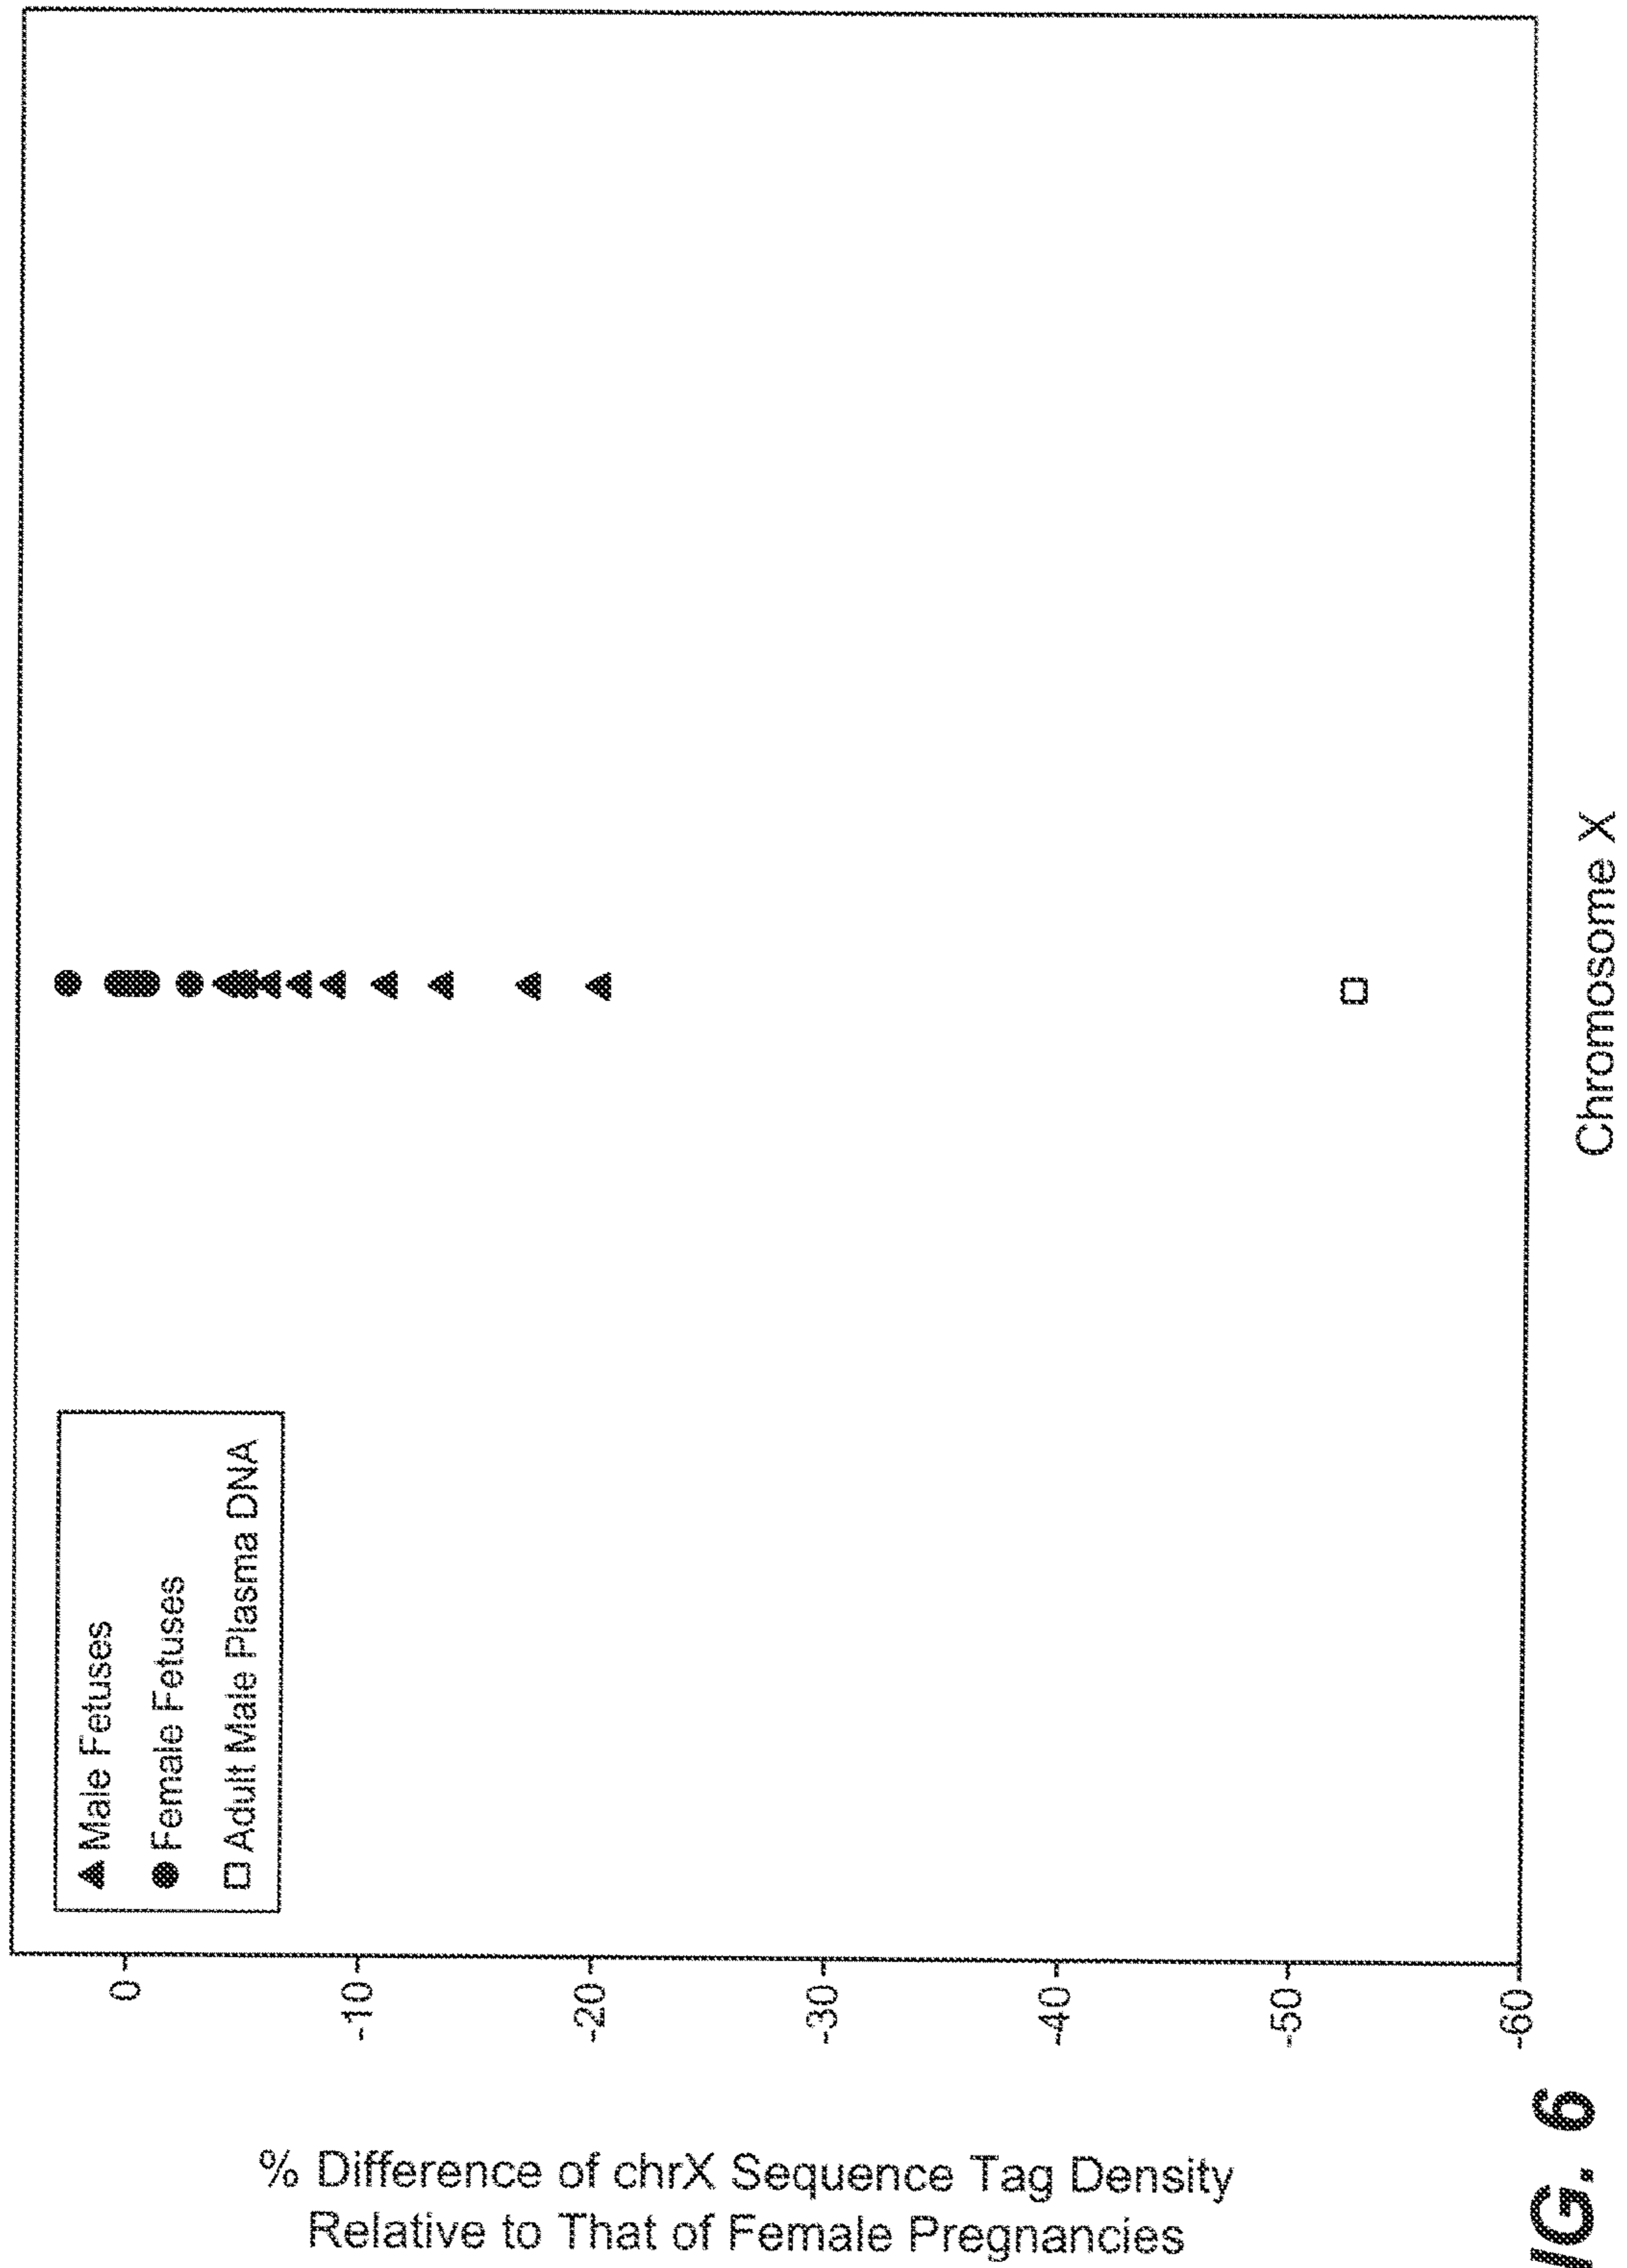 Male Fetuses
Female Fetuses
Adult Male Plasma DNA
0
-10
-20
-30
-40
-50
-60
% Difference of chrX Sequence Tag Density
Relative to That of Female Pregnancies
Chromosome X
IG. 6